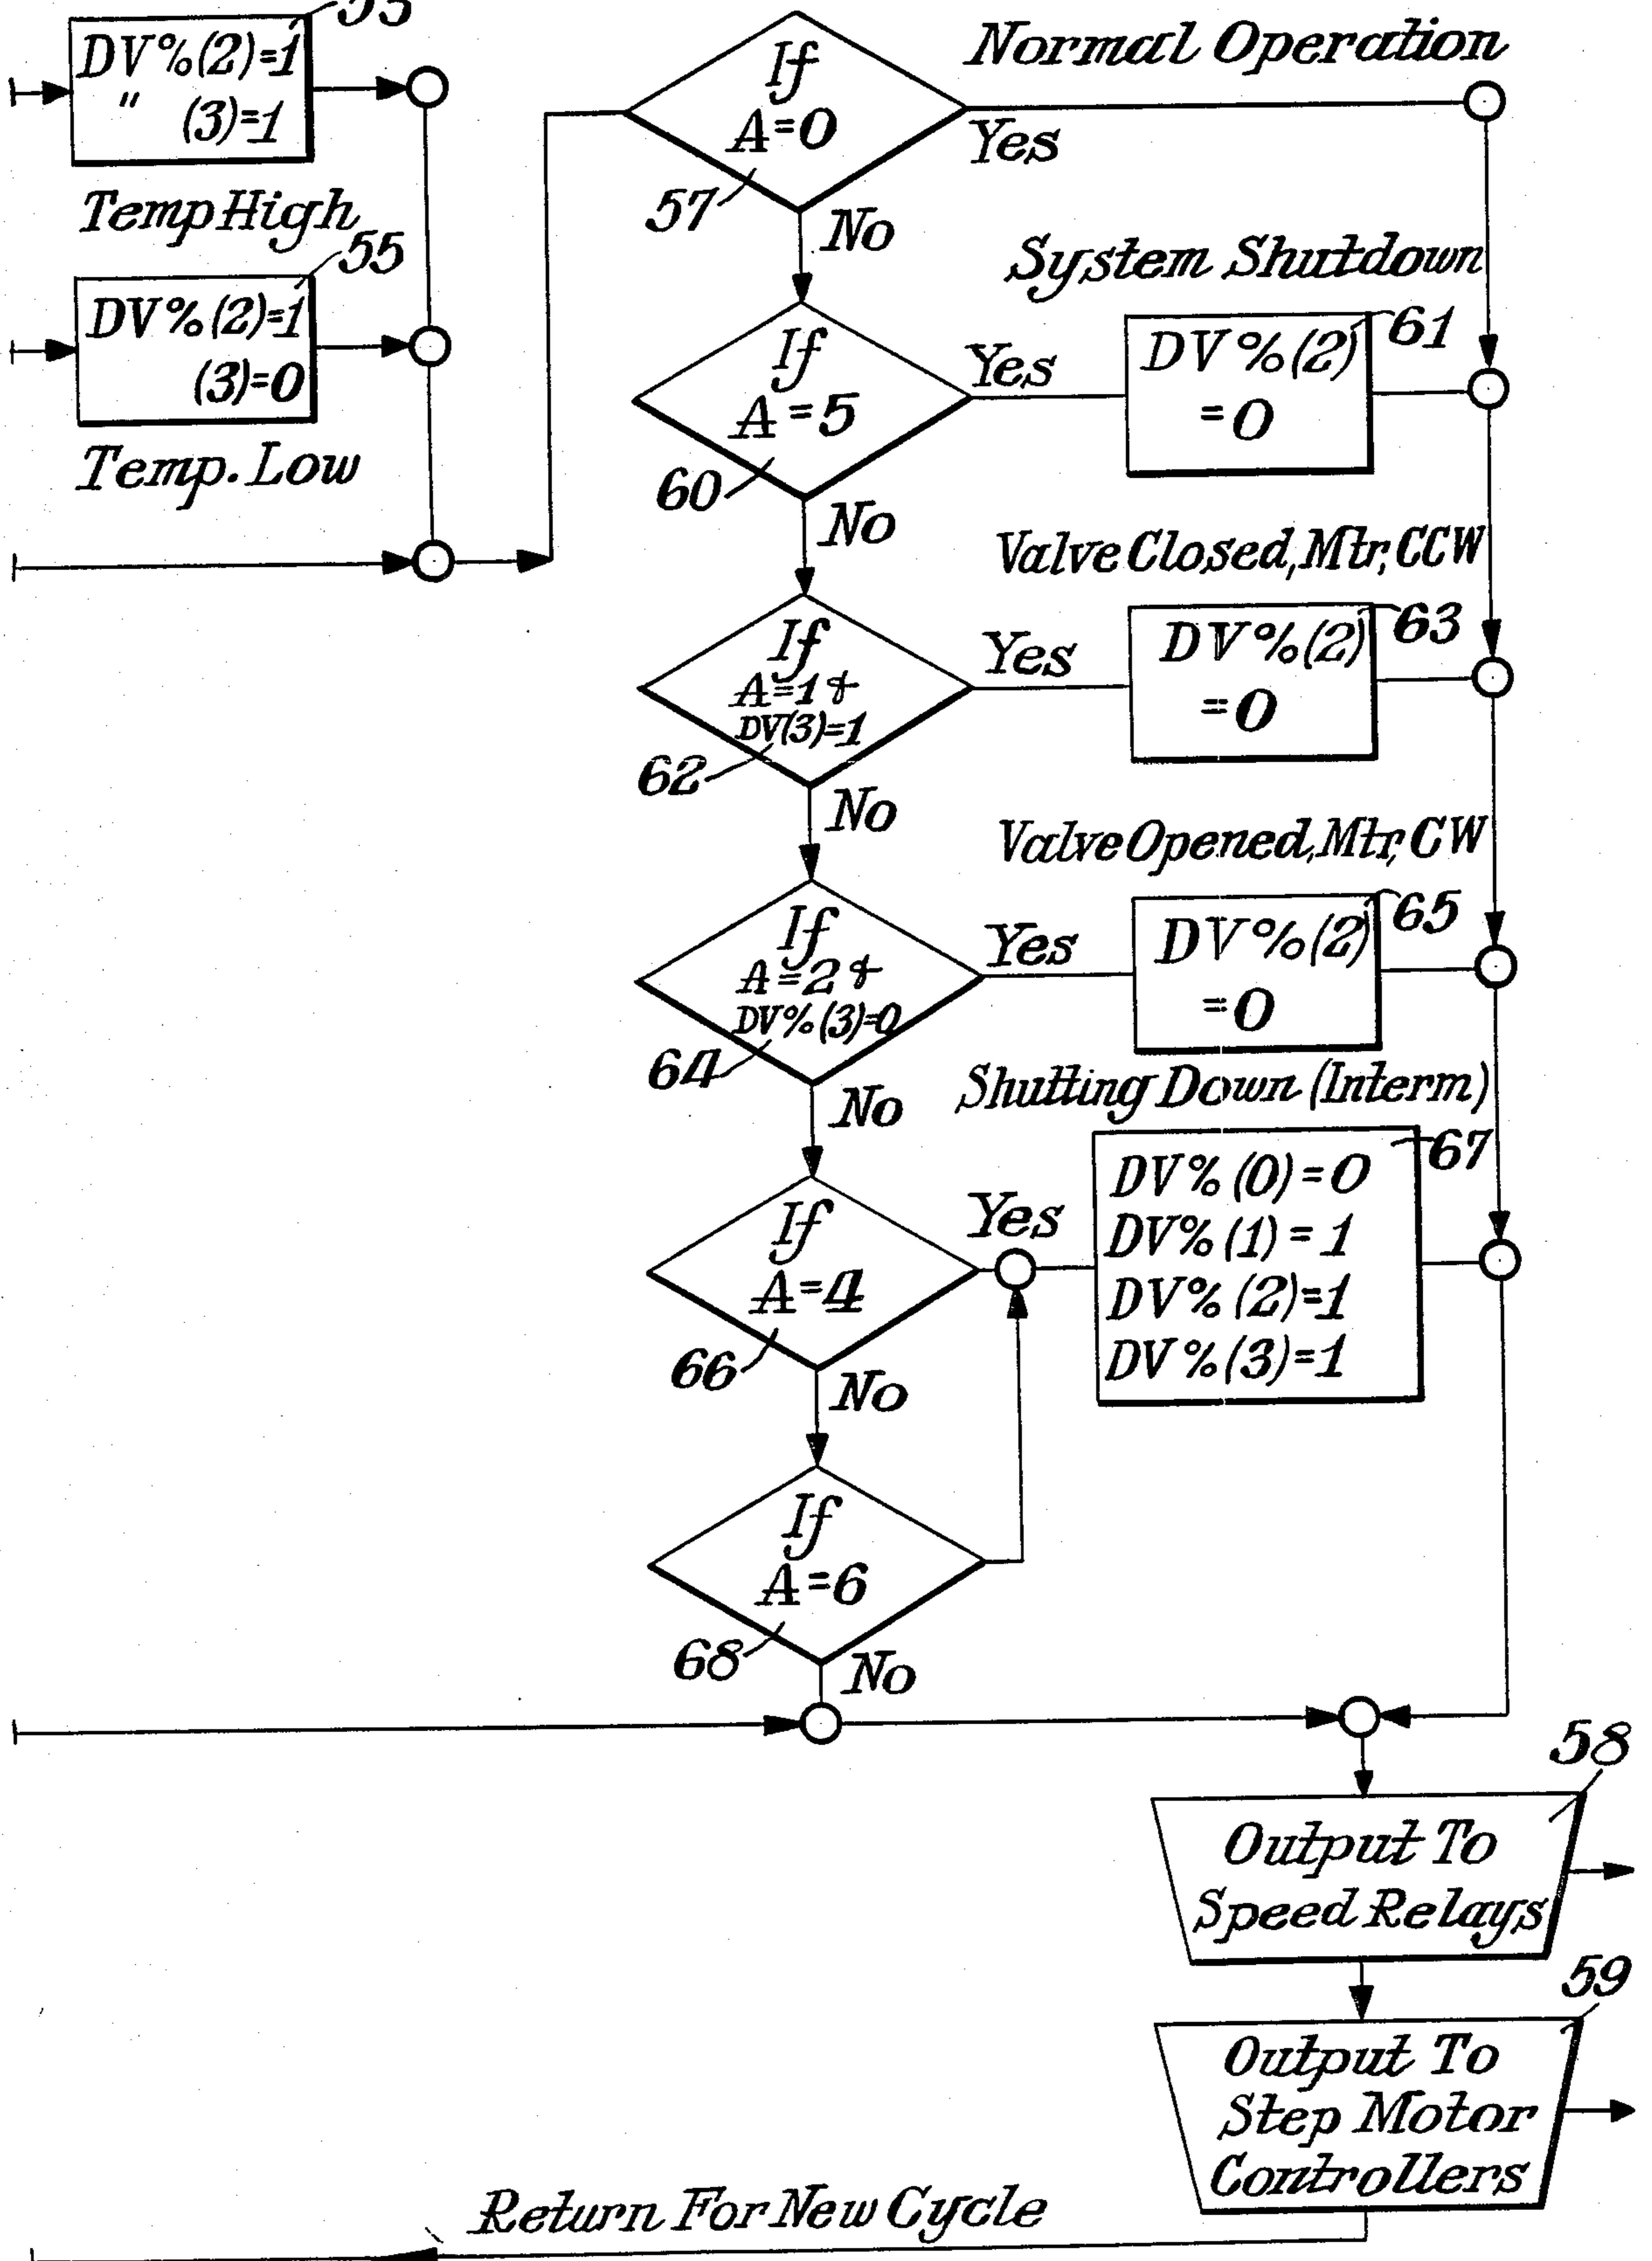 53
DV%(2)=1
" (3)=1
Temp High
55
DV%(2)=1
(3)=0
Temp. Low
If
A=0
57
Normal Operation
Yes
No
System Shutdown
If
A=5
60
Yes
DV%(2)
=0
61
No
Valve Closed, Mtr, CCW
If
A=1 &
DV(3)=1
62
Yes
DV%(2)
=0
63
No
Valve Opened, Mtr, CW
If
A=2 &
DV%(3)=0
64
Yes
DV%(2)
=0
65
No
Shutting Down (Interm)
If
A=4
66
Yes
DV%(0)=0
DV%(1)=1
DV%(2)=1
DV%(3)=1
67
No
If
A=6
68
No
58
Output To
Speed Relays
59
Output To
Step Motor
Controllers
Return For New Cycle